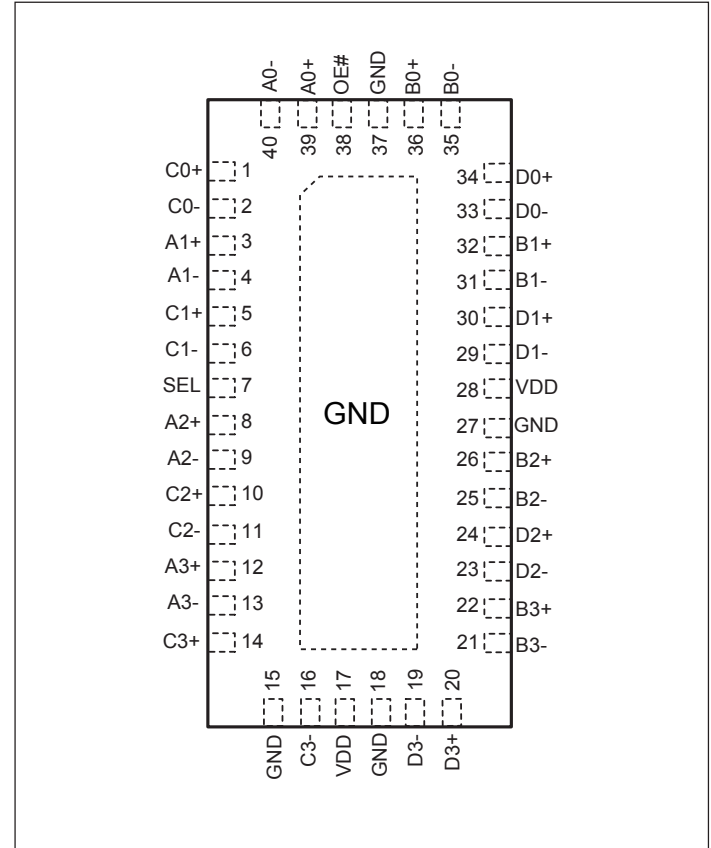 A0- A0+ OE# GND B0+ B0-
40 39 38 37 36 35
C0+ 1 34 D0+
C0- 2 33 D0-
A1+ 3 32 B1+
A1- 4 31 B1-
C1+ 5 30 D1+
C1- 6 29 D1-
SEL 7 28 VDD
GND
A2+ 8 27 GND
A2- 9 26 B2+
C2+ 10 25 B2-
C2- 11 24 D2+
A3+ 12 23 D2-
A3- 13 22 B3+
C3+ 14 21 B3-
15 16 17 18 19 20
GND C3- VDD GND D3- D3+